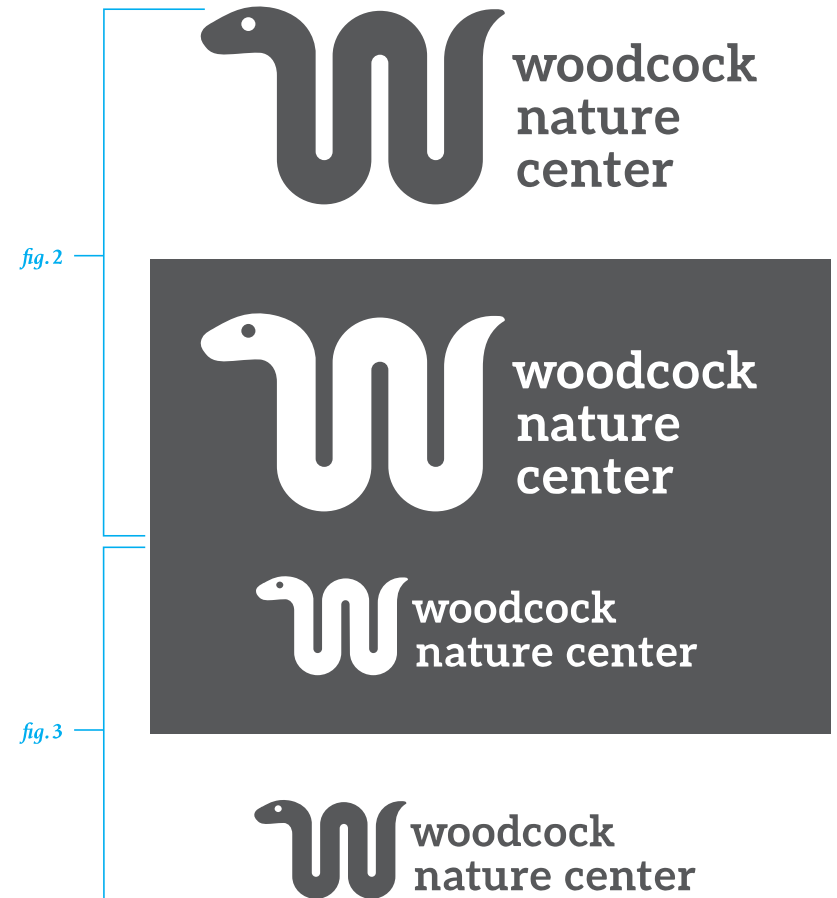 woodcock
nature
center
fig. 2
woodcock
nature
center
woodcock
nature center
fig. 3
woodcock
nature center